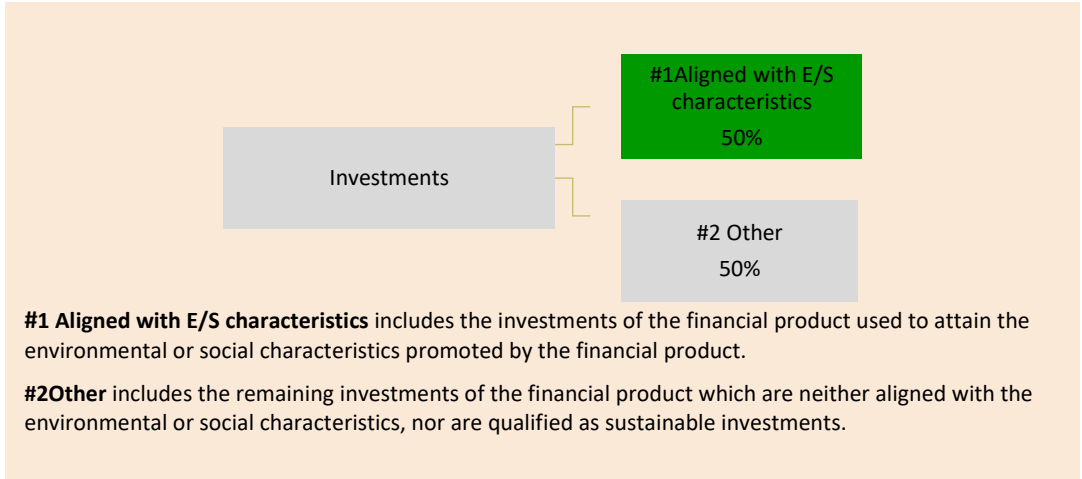 #1Aligned with E/S
characteristics
50%
Investments
#2 Other
50%
#1 Aligned with E/S characteristics includes the investments of the financial product used to attain the
environmental or social characteristics promoted by the financial product.
#2Other includes the remaining investments of the financial product which are neither aligned with the
environmental or social characteristics, nor are qualified as sustainable investments.